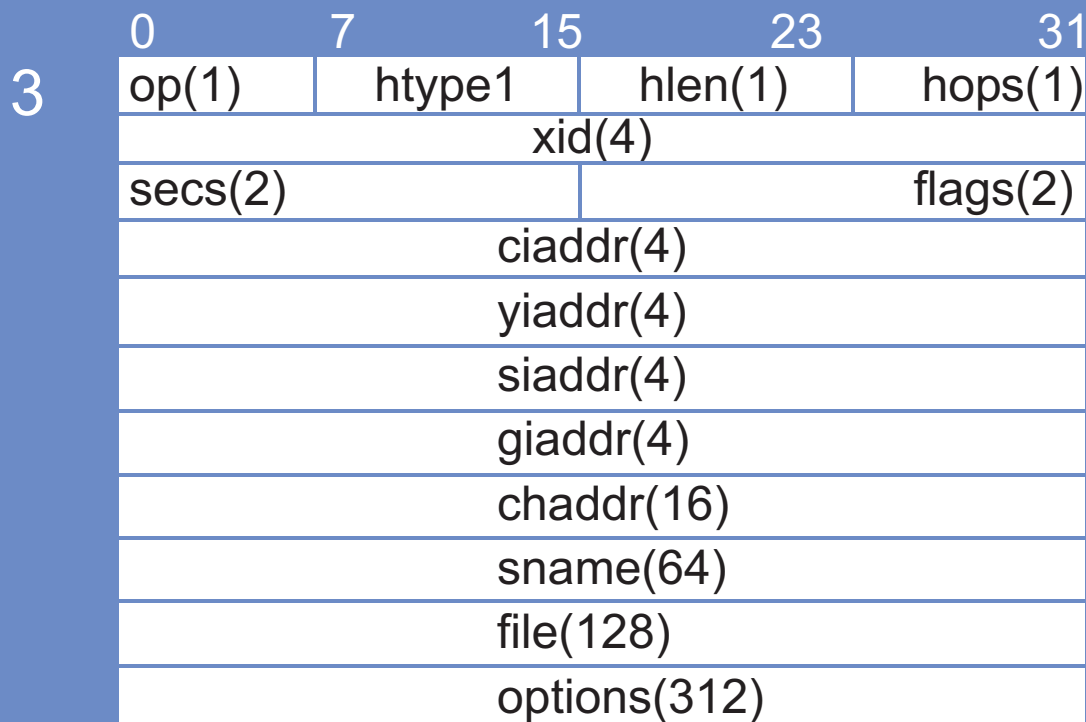 0 7 15 23 31
3 op(1) htype1 hlen(1) hops(1)
xid(4)
secs(2) flags(2)
ciaddr(4)
yiaddr(4)
siaddr(4)
giaddr(4)
chaddr(16)
sname(64)
file(128)
options(312)